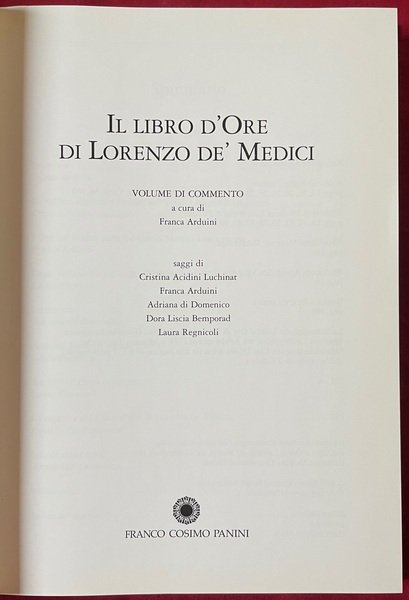 IL LIBRO D'ORE
DI LORENZO DE' MEDICI
VOLUME DI COMMENTO
a cura di
Franca Arduini
saggi di
Cristina Acidini Luchinat
Franca Arduini
Adriana di Domenico
Dora Liscia Bemporad
Laura Regnicoli
FRANCO COSIMO PANINI